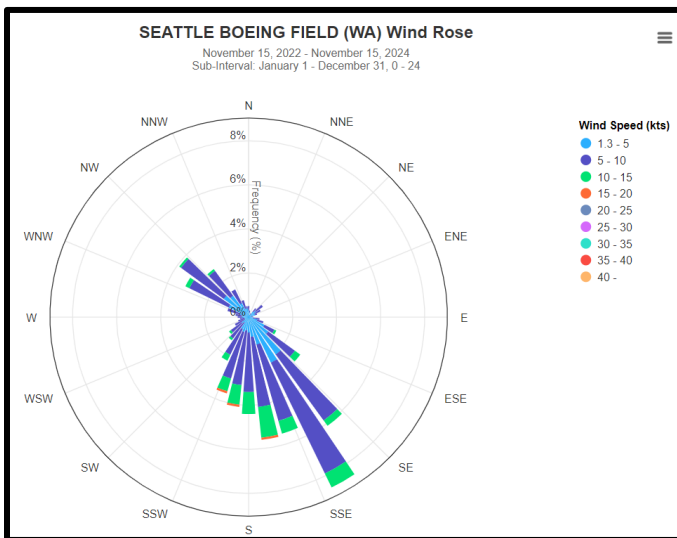 SEATTLE BOEING FIELD (WA) Wind Rose
November 15, 2022 - November 15, 2024
Sub-Interval: January 1 - December 31, 0 - 24
N
NNW
NNE
8%
NW
NE
6%
Frequency (%)
4%
WNW
ENE
2%
0%
W
E
WSW
ESE
SW
SE
SSW
SSE
S
Wind Speed (kts)
1.3 - 5
5 - 10
10 - 15
15 - 20
20 - 25
25 - 30
30 - 35
35 - 40
40 -